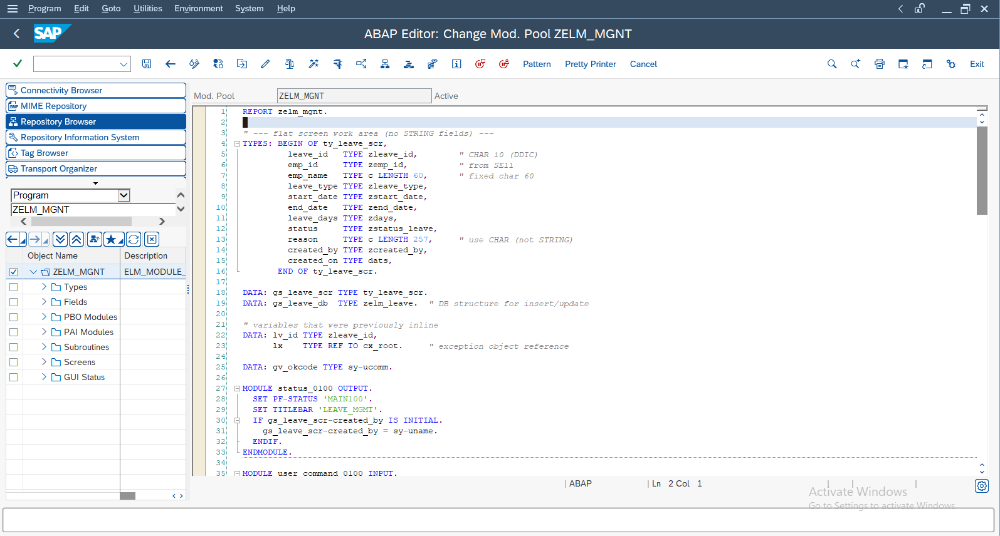 Program Edit Goto Utilities Environment System Help
SAP ABAP Editor: Change Mod. Pool ZELM_MGNT
Pattern Pretty Printer Cancel Exit
Connectivity Browser
MIME Repository
Repository Browser
Repository Information System
Tag Browser
Transport Organizer
Program
ZELM_MGNT
Object Name Description
ZELM_MGNT ELM_MODULE_
Types
Fields
PBO Modules
PAI Modules
Subroutines
Screens
GUI Status
Mod. Pool ZELM_MGNT Active
1 REPORT zelm_mgnt.
2
3 " --- flat screen work area (no STRING fields) ---
4 TYPES: BEGIN OF ty_leave_scr,
5 leave_id TYPE zleave_id, " CHAR 10 (DDIC)
6 emp_id TYPE zemp_id, " from SE11
7 emp_name TYPE c LENGTH 60, " fixed char 60
8 leave_type TYPE zleave_type,
9 start_date TYPE zstart_date,
10 end_date TYPE zend_date,
11 leave_days TYPE zdays,
12 status TYPE zstatus_leave,
13 reason TYPE c LENGTH 257, " use CHAR (not STRING)
14 created_by TYPE zcreated_by,
15 created_on TYPE dats,
16 END OF ty_leave_scr.
17
18 DATA: gs_leave_scr TYPE ty_leave_scr.
19 DATA: gs_leave_db TYPE zelm_leave. " DB structure for insert/update
20
21 " variables that were previously inline
22 DATA: lv_id TYPE zleave_id,
23 lx TYPE REF TO cx_root. " exception object reference
24
25 DATA: gv_okcode TYPE sy-ucomm.
26
27 MODULE status_0100 OUTPUT.
28 SET PF-STATUS 'MAIN100'.
29 SET TITLEBAR 'LEAVE_MGMT'.
30 IF gs_leave_scr-created_by IS INITIAL.
31 gs_leave_scr-created_by = sy-uname.
32 ENDIF.
33 ENDMODULE.
34
35 MODULE user_command_0100 INPUT.
ABAP Ln 2 Col 1
Activate Windows
Go to Settings to activate Windows.